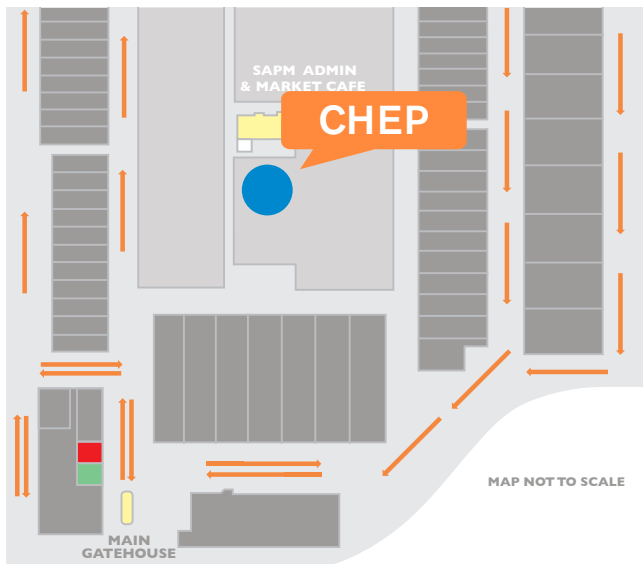 SAPM ADMIN
& MARKET CAFE
CHEP
MAP NOT TO SCALE
MAIN
GATEHOUSE